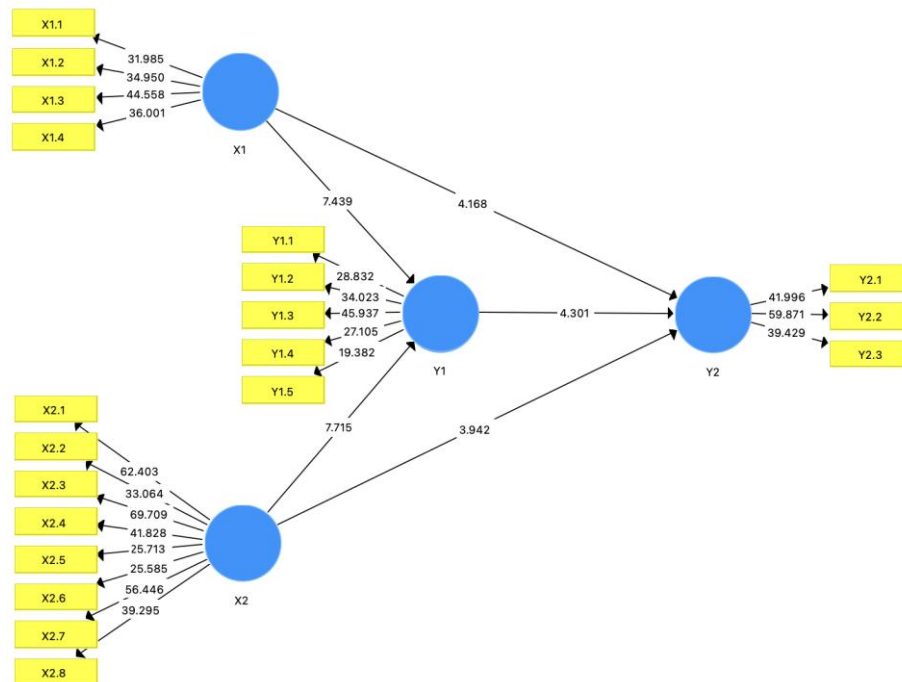 X1.1
X1.2
X1.3
X1.4
31.985
34.950
44.558
36.001
X1
7.439
4.168
Y1.1
Y1.2
Y1.3
Y1.4
Y1.5
28.832
34.023
45.937
27.105
19.382
Y1
4.301
Y2
41.996
59.871
39.429
Y2.1
Y2.2
Y2.3
7.715
3.942
X2.1
X2.2
X2.3
X2.4
X2.5
X2.6
X2.7
X2.8
62.403
33.064
69.709
41.828
25.713
25.585
56.446
39.295
X2